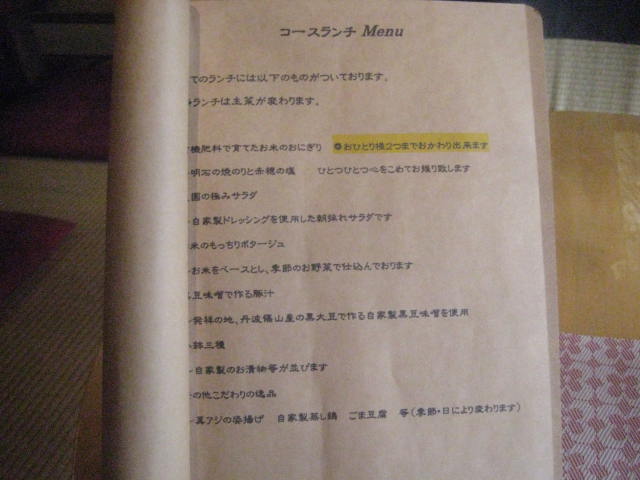 コースランチ Menu
てのランチには以下のものがついております。
ランチは主菜が変わります。
機肥料で育てたお米のおにぎり ●おひとり様2つまでおかわり出来ます
明石の焼のりと赤穂の塩 ひとつひとつ心をこめてお握り致します
園の極みサラダ
自家製ドレッシングを使用した朝採れサラダです
米のもっちりポタージュ
お米をベースとし、季節のお野菜で仕込んでおります
豆味噌で作る豚汁
発祥の地、丹波篠山産の黒大豆で作る自家製黒豆味噌を使用
鉢三種
自家製のお漬物等が並びます
の他こだわりの逸品
真アジの姿揚げ 自家製蒸し鶏 ごま豆腐 等(季節・日により変わります)